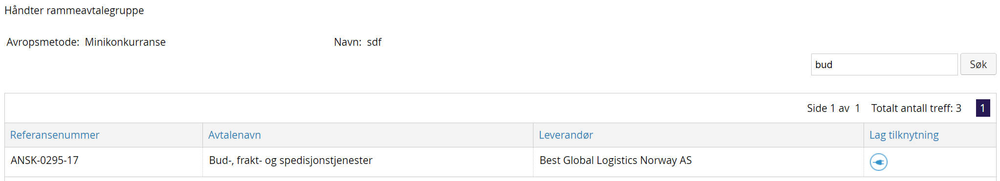 Håndter rammeavtalegruppe
Avropsmetode: Minikonkurranse Navn: sdf
bud Søk
Side 1 av 1 Totalt antall treff: 3 1
Referansenummer Avtalenavn Leverandør Lag tilknytning
ANSK-0295-17 Bud-, frakt- og spedisjonstjenester Best Global Logistics Norway AS